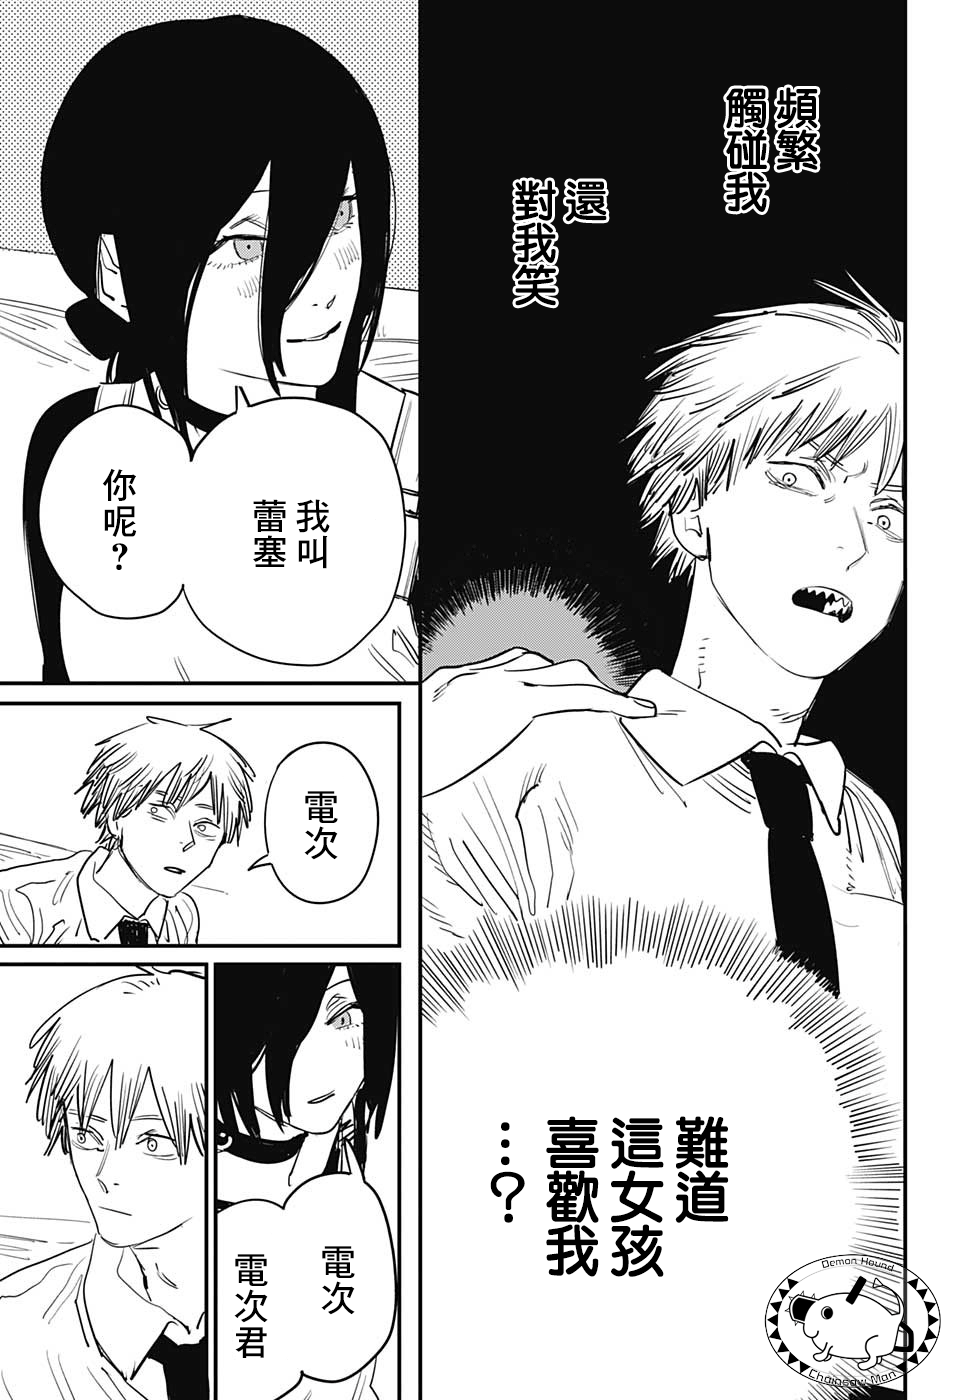 頻繁
觸碰我
還
對我笑
難道
這女孩
喜歡我
…?
我叫
蕾塞
你呢?
電次
電次
電次君
Demon Hound
Chainsaw Man